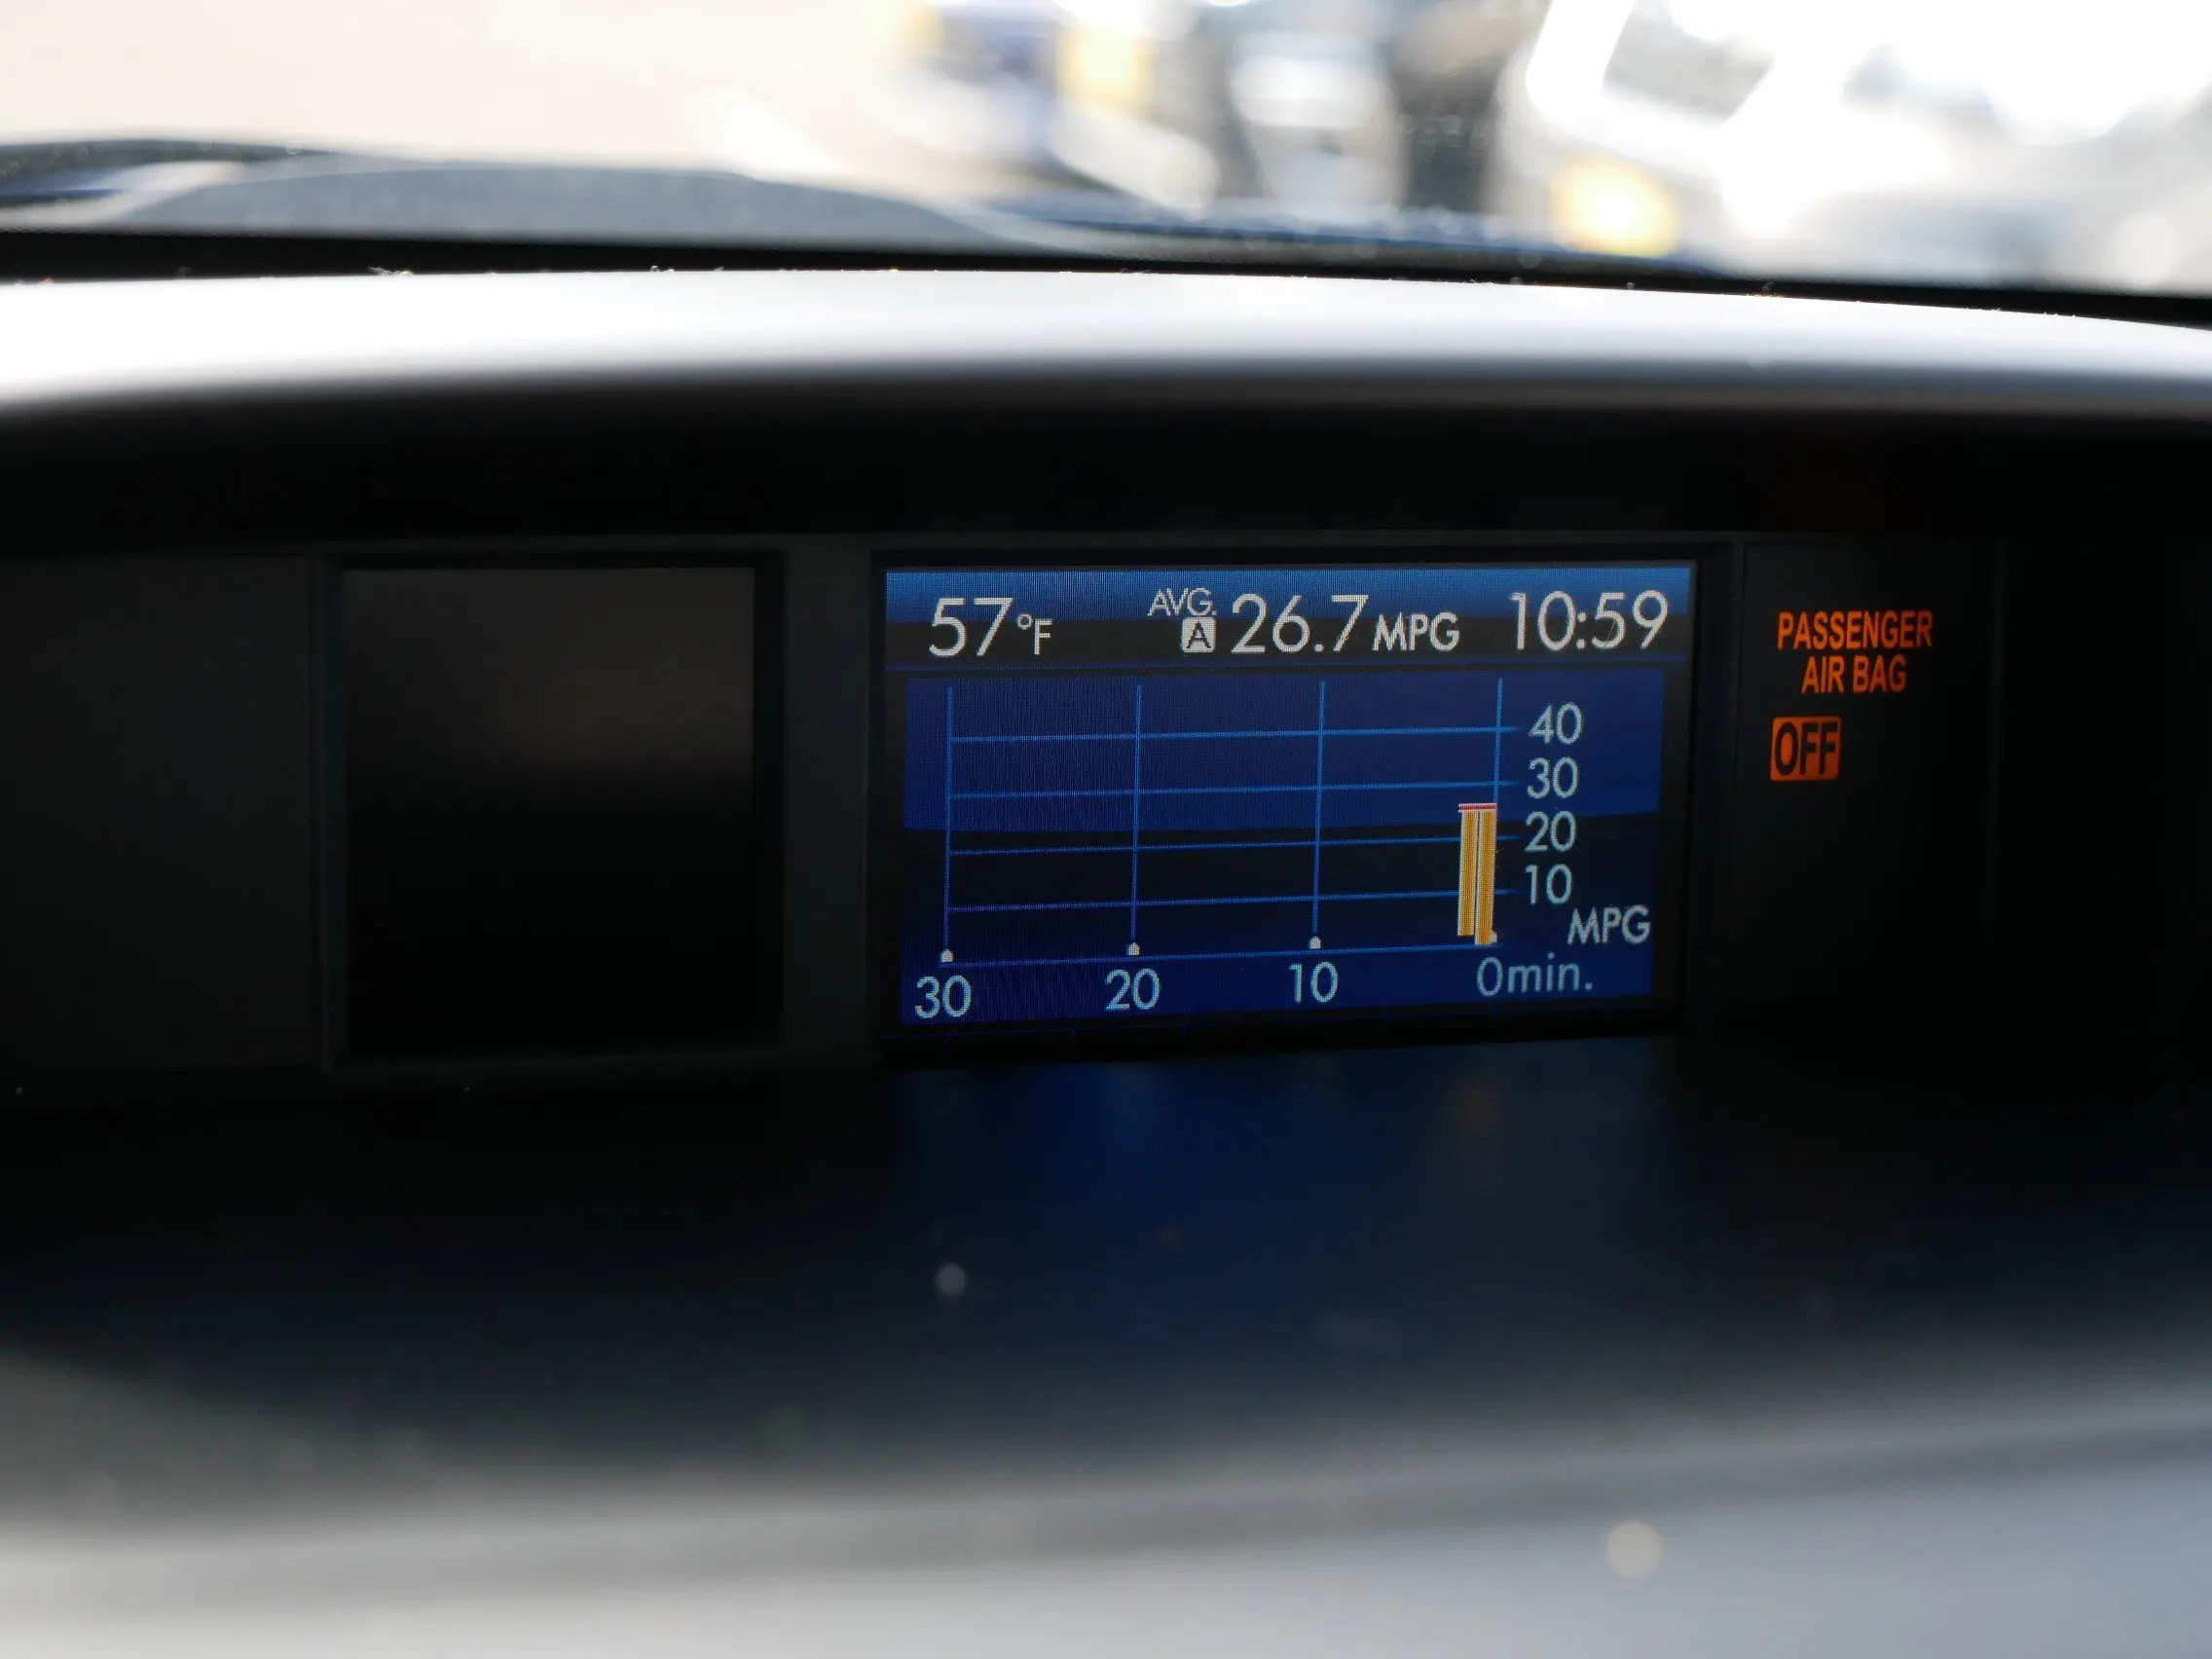 57°F AVG. A 26.7 MPG 10:59
40
30
20
10
MPG
30 20 10 0min.
PASSENGER
AIR BAG
OFF